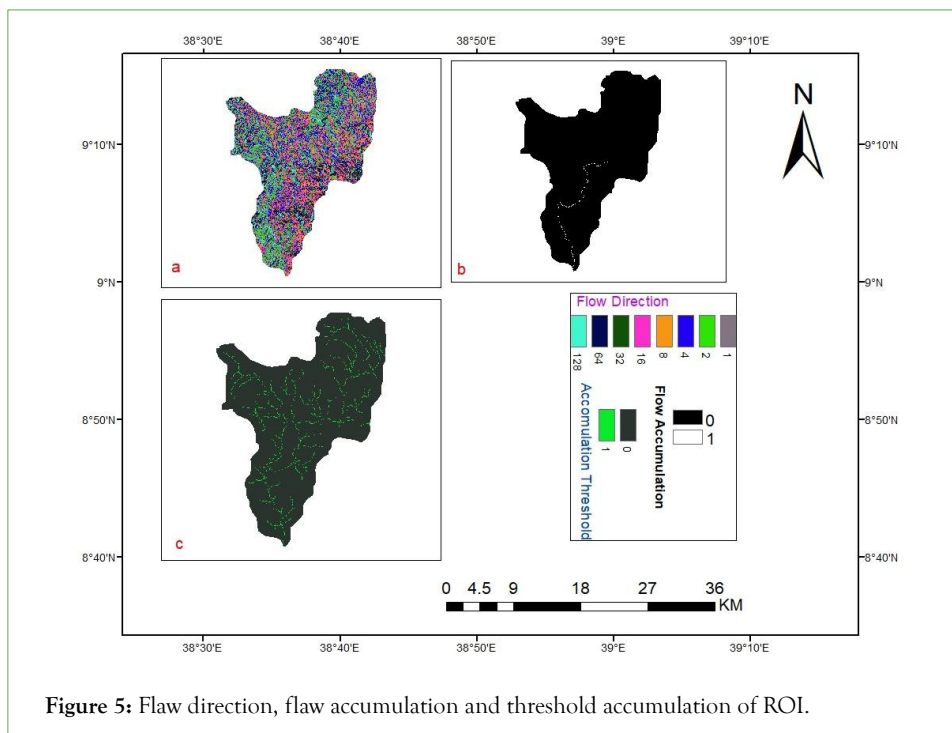 38°30'E 38°40'E 38°50'E 39°E 39°10'E
N
9°10'N 9°10'N
a
b
9°N 9°N
Flow Direction
128 64 32 16 8 4 2 1
Flow Accumulation
0
1
Accomulation Threshold
1 0
8°50'N 8°50'N
c
8°40'N 8°40'N
0 4.5 9 18 27 36
KM
38°30'E 38°40'E 38°50'E 39°E 39°10'E
Figure 5: Flaw direction, flaw accumulation and threshold accumulation of ROI.